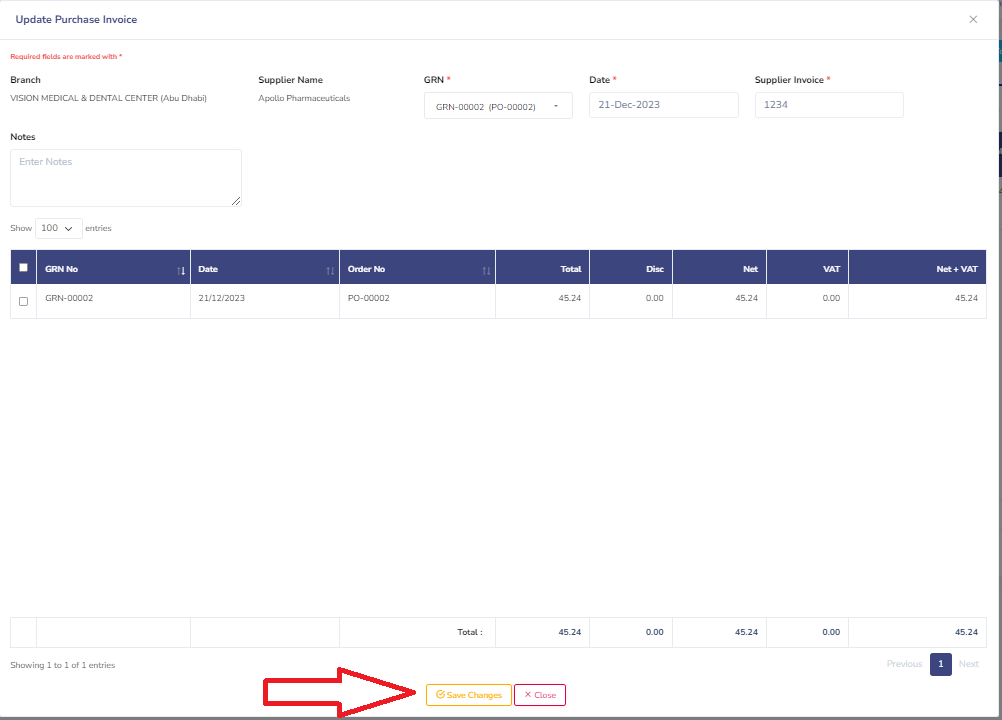 Update Purchase Invoice
Required fields are marked with *
Branch Supplier Name GRN * Date * Supplier Invoice *
VISION MEDICAL & DENTAL CENTER (Abu Dhabi) Apollo Pharmaceuticals GRN-00002 (PO-00002) 21-Dec-2023 1234
Notes
Enter Notes
Show 100 entries
GRN No Date Order No Total Disc Net VAT Net + VAT
GRN-00002 21/12/2023 PO-00002 45.24 0.00 45.24 0.00 45.24
Total : 45.24 0.00 45.24 0.00 45.24
Showing 1 to 1 of 1 entries Previous 1 Next
Save Changes Close